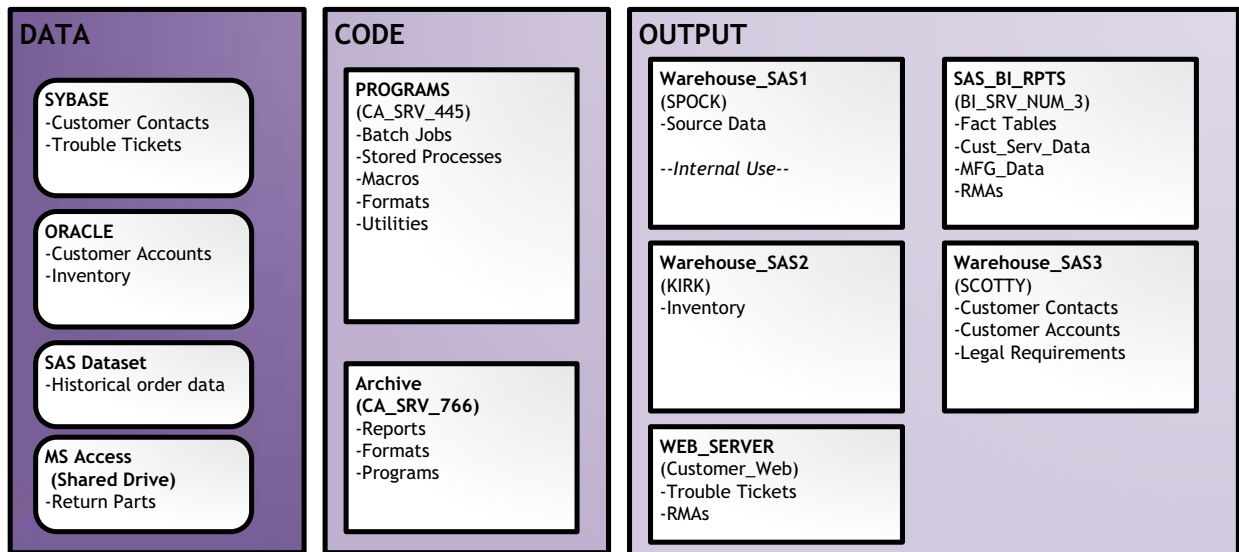 DATA
SYBASE
-Customer Contacts
-Trouble Tickets
ORACLE
-Customer Accounts
-Inventory
SAS Dataset
-Historical order data
MS Access
(Shared Drive)
-Return Parts
CODE
PROGRAMS
(CA_SRV_445)
-Batch Jobs
-Stored Processes
-Macros
-Formats
-Utilities
Archive
(CA_SRV_766)
-Reports
-Formats
-Programs
OUTPUT
Warehouse_SAS1
(SPOCK)
-Source Data
--Internal Use--
SAS_BI_RPTS
(BI_SRV_NUM_3)
-Fact Tables
-Cust_Serv_Data
-MFG_Data
-RMAs
Warehouse_SAS2
(KIRK)
-Inventory
Warehouse_SAS3
(SCOTTY)
-Customer Contacts
-Customer Accounts
-Legal Requirements
WEB_SERVER
(Customer_Web)
-Trouble Tickets
-RMAs